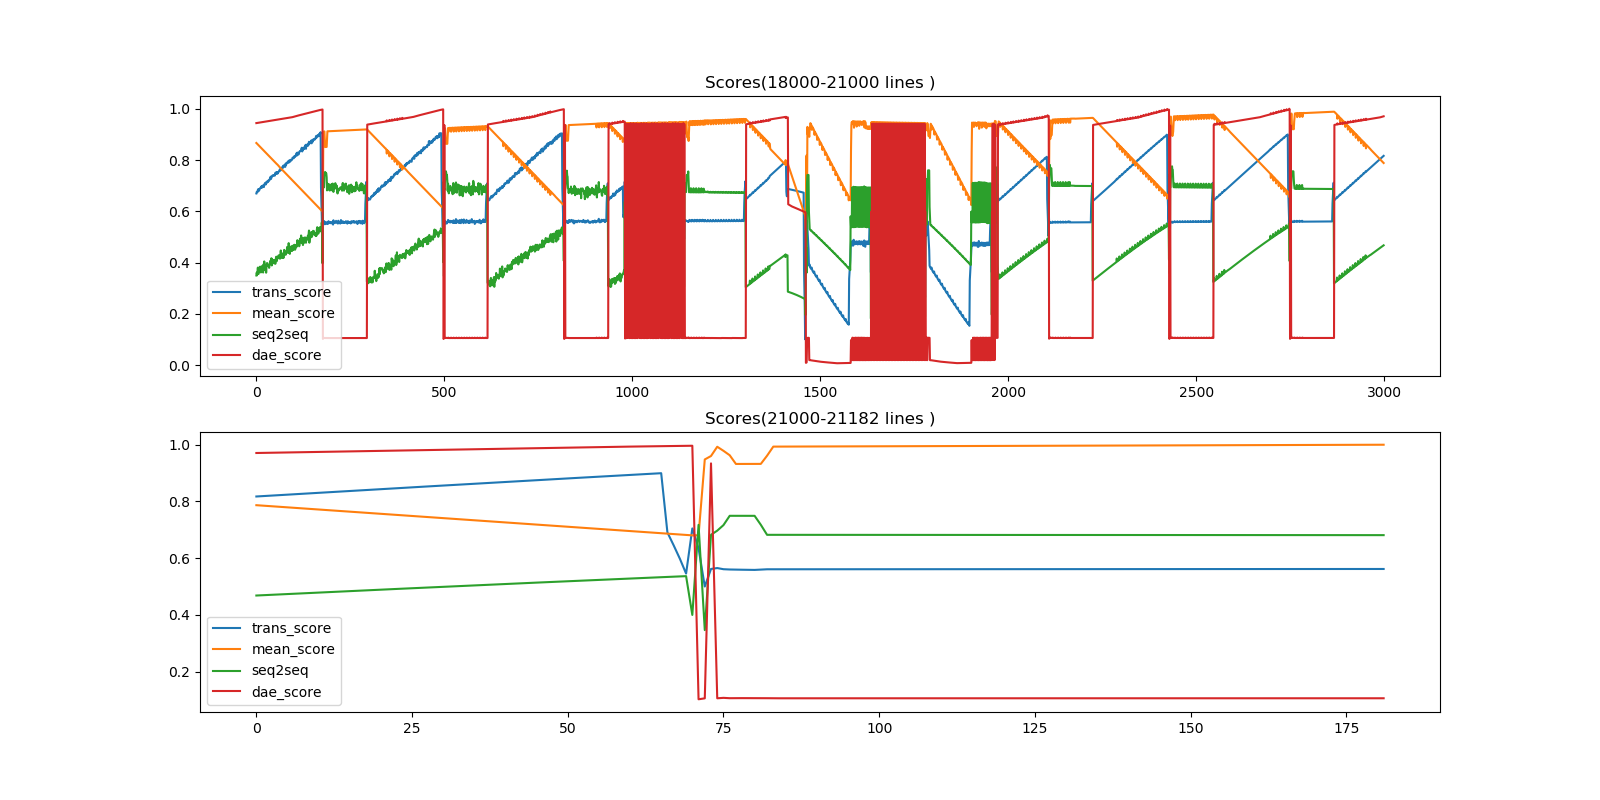 Scores(18000-21000 lines )
1.0
0.8
0.6
0.4
0.2
0.0
trans_score
mean_score
seq2seq
dae_score
0 500 1000 1500 2000 2500 3000
Scores(21000-21182 lines )
1.0
0.8
0.6
0.4
0.2
trans_score
mean_score
seq2seq
dae_score
0 25 50 75 100 125 150 175